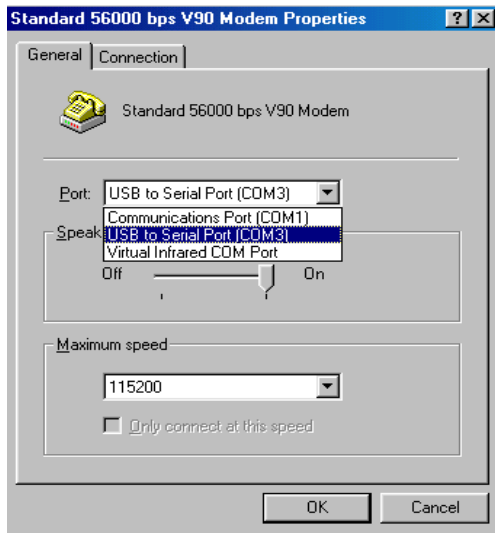 Standard 56000 bps V90 Modem Properties
General Connection
Standard 56000 bps V90 Modem
Port: USB to Serial Port (COM3)
Communications Port (COM1)
Speak USB to Serial Port (COM3)
Virtual Infrared COM Port
Off On
Maximum speed
115200
Only connect at this speed
OK Cancel